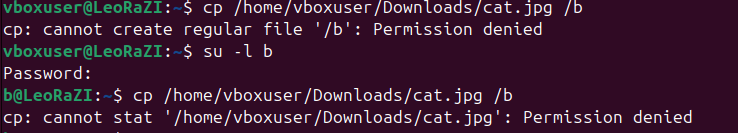 vboxuser@LeoRaZI:~$ cp /home/vboxuser/Downloads/cat.jpg /b
cp: cannot create regular file '/b': Permission denied
vboxuser@LeoRaZI:~$ su -l b
Password:
b@LeoRaZI:~$ cp /home/vboxuser/Downloads/cat.jpg /b
cp: cannot stat '/home/vboxuser/Downloads/cat.jpg': Permission denied